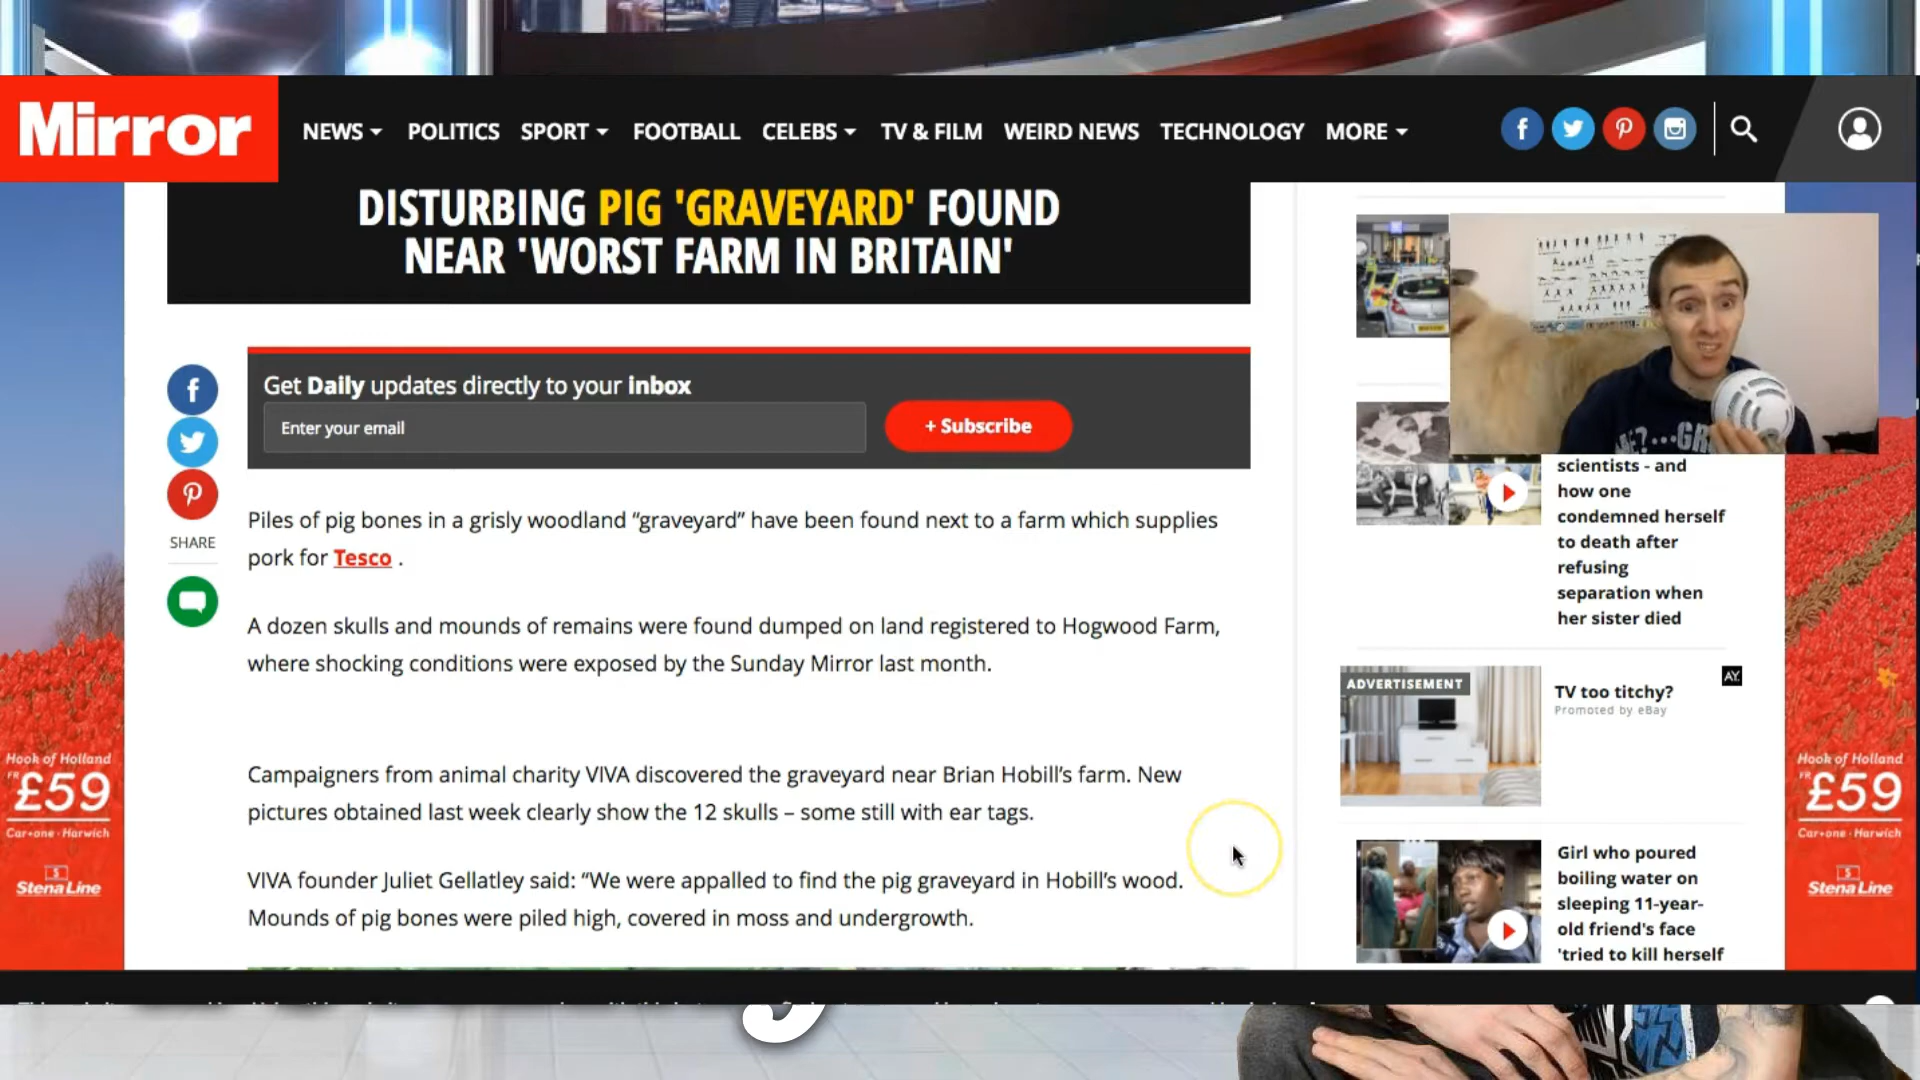 Mirror
NEWS POLITICS SPORT FOOTBALL CELEBS TV & FILM WEIRD NEWS TECHNOLOGY MORE
DISTURBING PIG 'GRAVEYARD' FOUND
NEAR 'WORST FARM IN BRITAIN'
Get Daily updates directly to your inbox
Enter your email
+ Subscribe
SHARE
Piles of pig bones in a grisly woodland “graveyard” have been found next to a farm which supplies
pork for Tesco .
A dozen skulls and mounds of remains were found dumped on land registered to Hogwood Farm,
where shocking conditions were exposed by the Sunday Mirror last month.
Campaigners from animal charity VIVA discovered the graveyard near Brian Hobill’s farm. New
pictures obtained last week clearly show the 12 skulls – some still with ear tags.
VIVA founder Juliet Gellatley said: “We were appalled to find the pig graveyard in Hobill’s wood.
Mounds of pig bones were piled high, covered in moss and undergrowth.
scientists - and
how one
condemned herself
to death after
refusing
separation when
her sister died
ADVERTISEMENT
TV too titchy?
Promoted by eBay
AY.
Girl who poured
boiling water on
sleeping 11-year-
old friend's face
'tried to kill herself
Hook of Holland
FR £59
Car+one · Harwich
S
Stena Line
Hook of Holland
FR £59
Car+one · Harwich
S
Stena Line